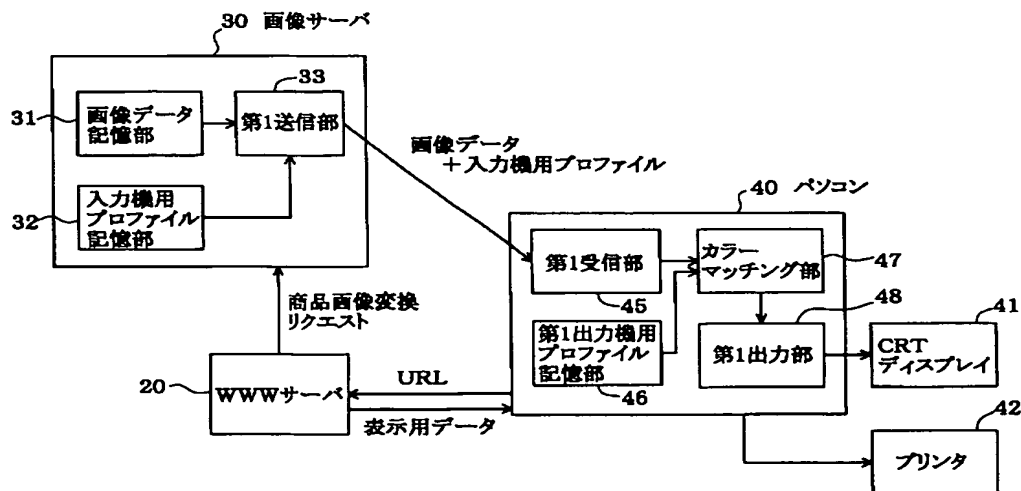 30 画像サーバ
33
31
画像データ
記憶部
第1送信部
32
入力機用
プロファイル
記憶部
画像データ
+入力機用プロファイル
40 パソコン
第1受信部
45
カラー
マッチング部
47
第1出力機用
プロファイル
記憶部
46
第1出力部
48
41
CRT
ディスプレイ
42
プリンタ
商品画像変換
リクエスト
20
WWWサーバ
URL
表示用データ